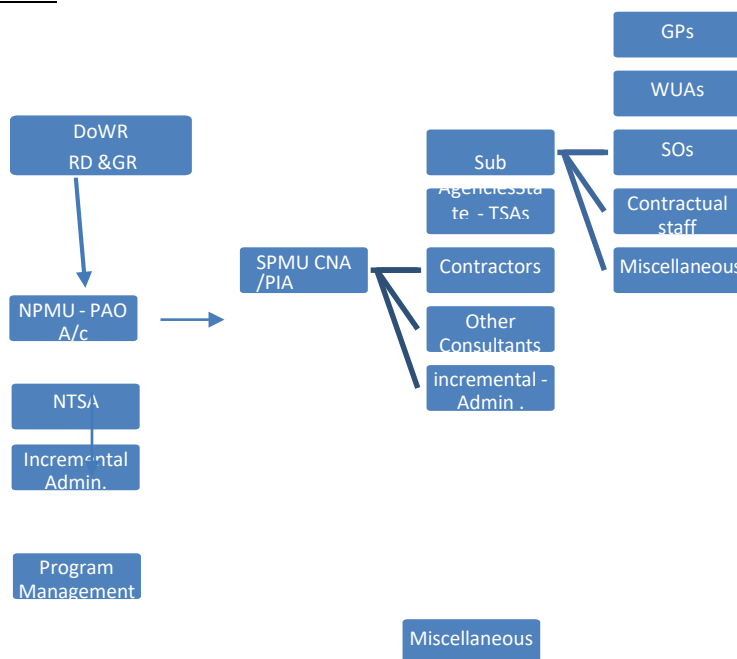 GPs
WUAs
DoWR
RD &GR
Sub
SOs
AgenciesSta
te - TSAs
Contractual
staff
SPMU CNA
/PIA
Contractors
Miscellaneous
NPMU - PAO
A/c
Other
Consultants
incremental -
Admin .
NTSA
Incremental
Admin.
Program
Management
Miscellaneous